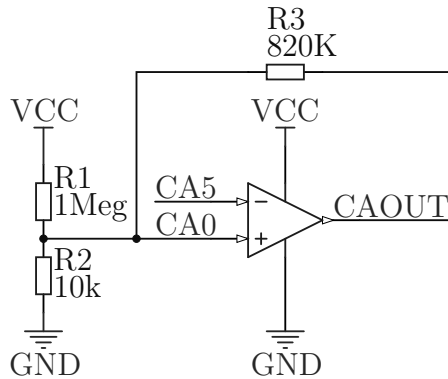 R3
820K
VCC
VCC
R1
1Meg
CA5
−
CAOUT
CA0
+
R2
10k
GND
GND